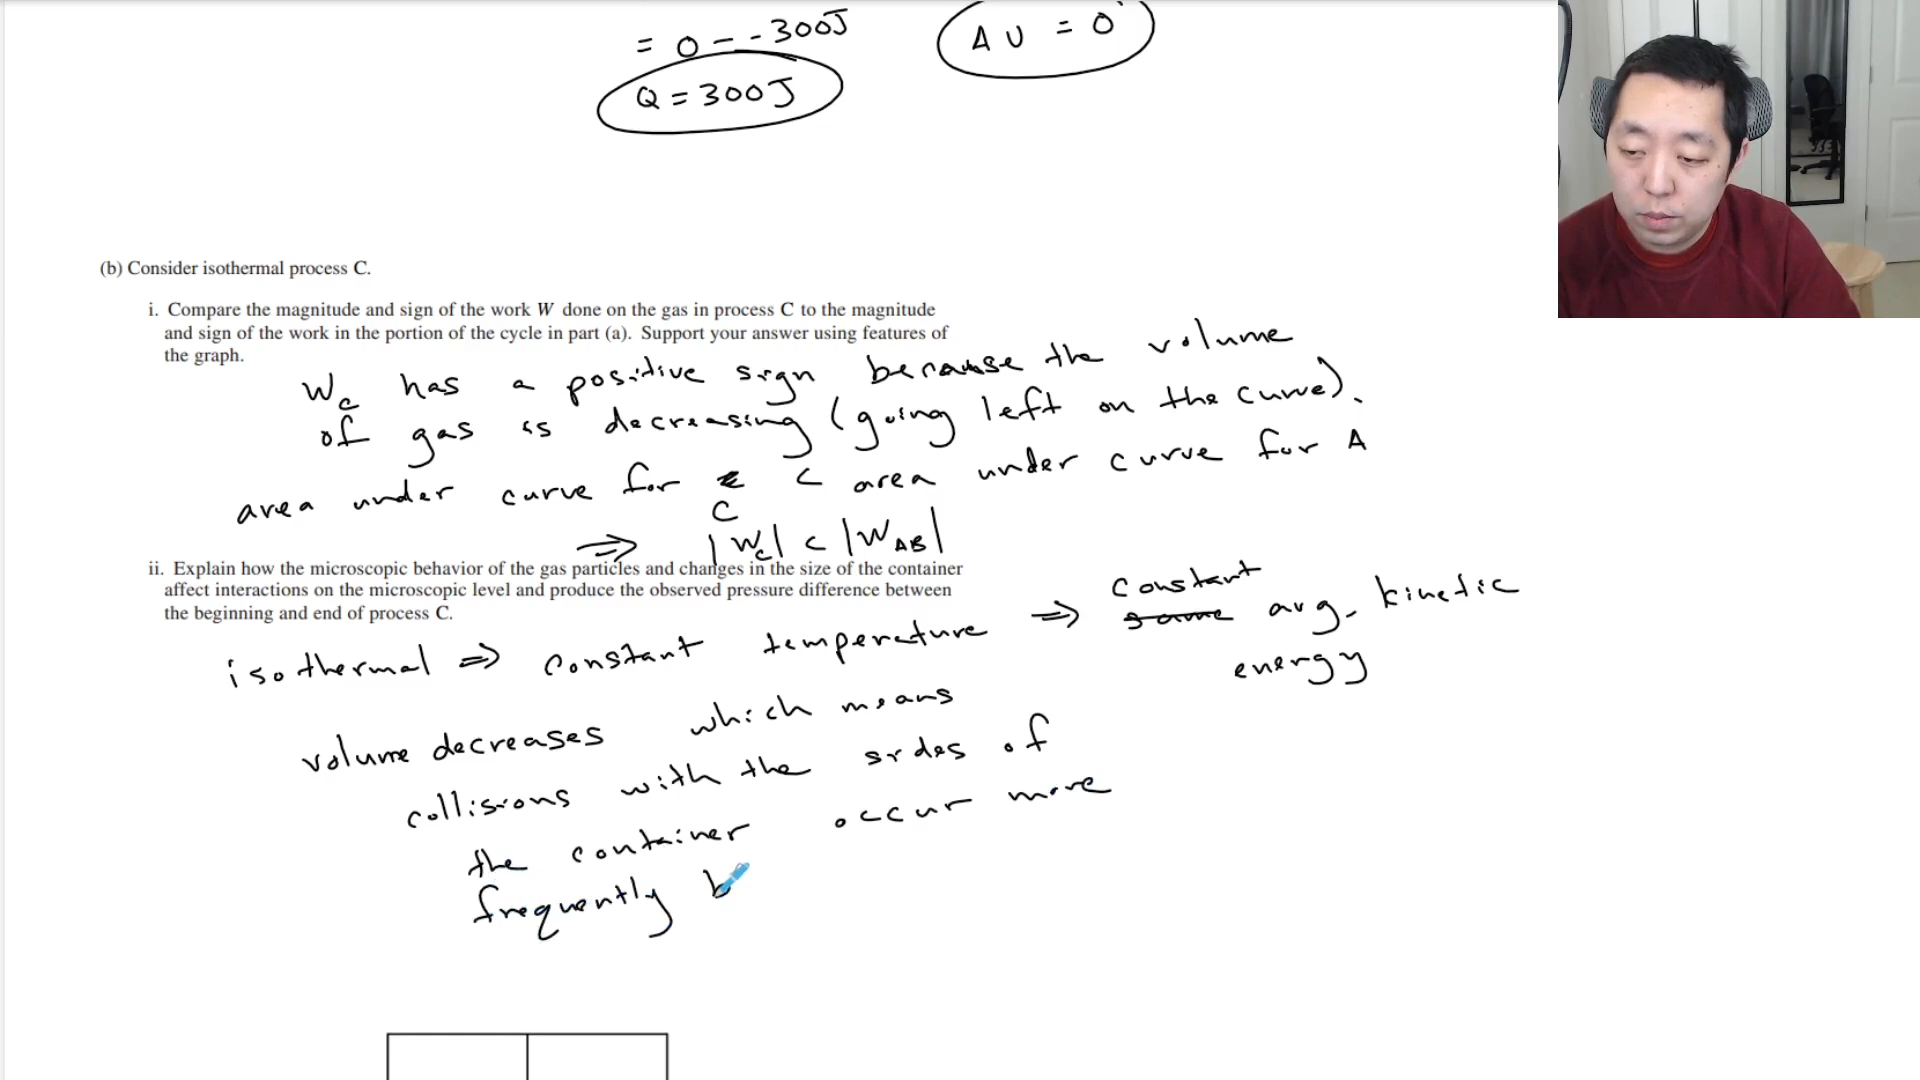 = 0 - -300J
ΔU = 0
Q = 300J
(b) Consider isothermal process C.
i. Compare the magnitude and sign of the work W done on the gas in process C to the magnitude
and sign of the work in the portion of the cycle in part (a). Support your answer using features of
the graph.
Wc has a positive sign because the volume
of gas is decreasing (going left on the curve).
area under curve for C < area under curve for A
⇒ |Wc| < |WAB|
ii. Explain how the microscopic behavior of the gas particles and changes in the size of the container
affect interactions on the microscopic level and produce the observed pressure difference between
the beginning and end of process C.
isothermal ⇒ constant temperature ⇒ constant same avg. kinetic
energy
volume decreases which means
collisions with the sides of
the container occur more
frequently b